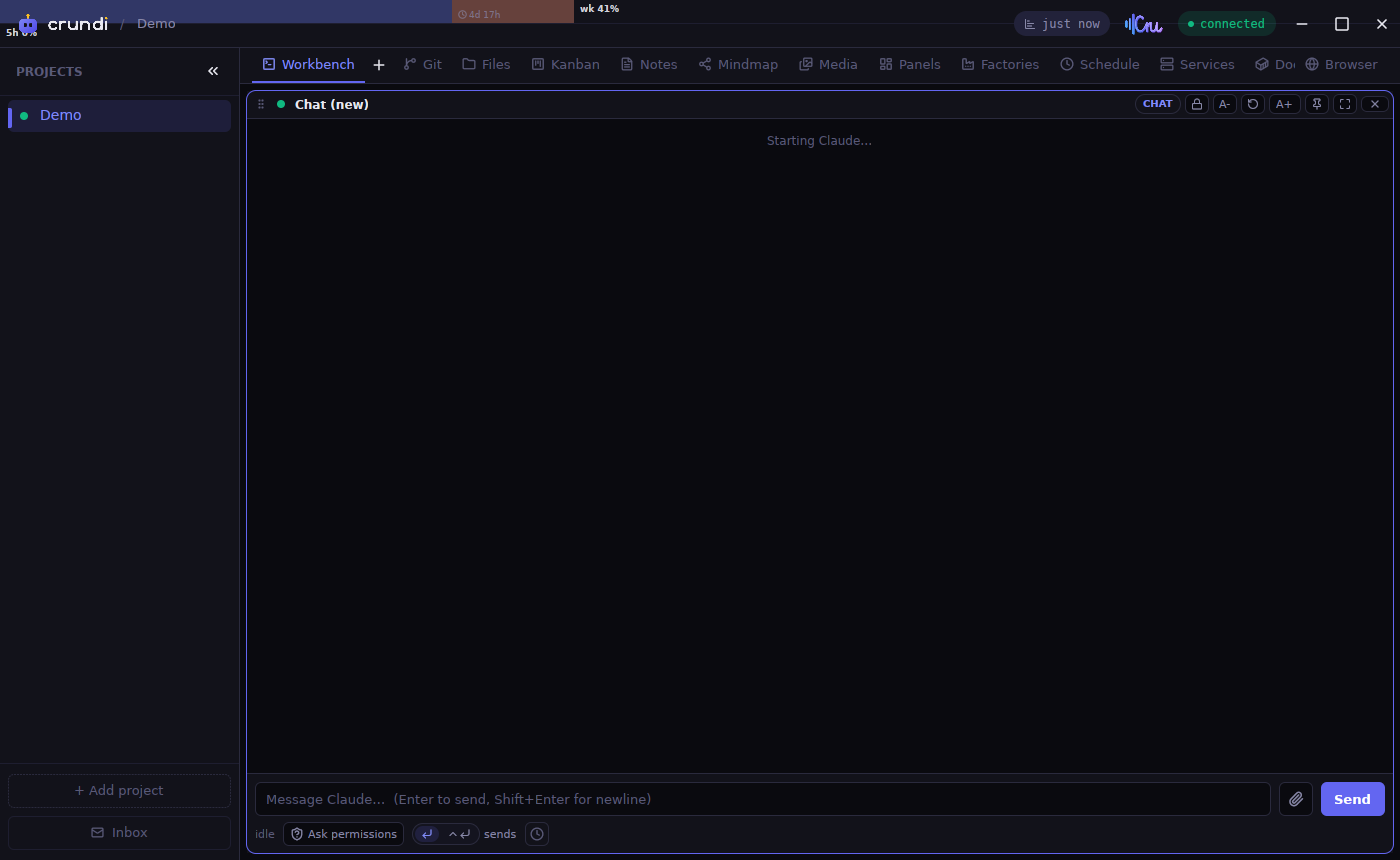 4d 17h
wk 41%
5h 6%
crundi / Demo
just now
Cru
connected
PROJECTS
Workbench
Git
Files
Kanban
Notes
Mindmap
Media
Panels
Factories
Schedule
Services
Doc
Browser
Demo
Chat (new)
CHAT
A-
A+
Starting Claude...
Message Claude... (Enter to send, Shift+Enter for newline)
Send
idle
Ask permissions
sends
+ Add project
Inbox